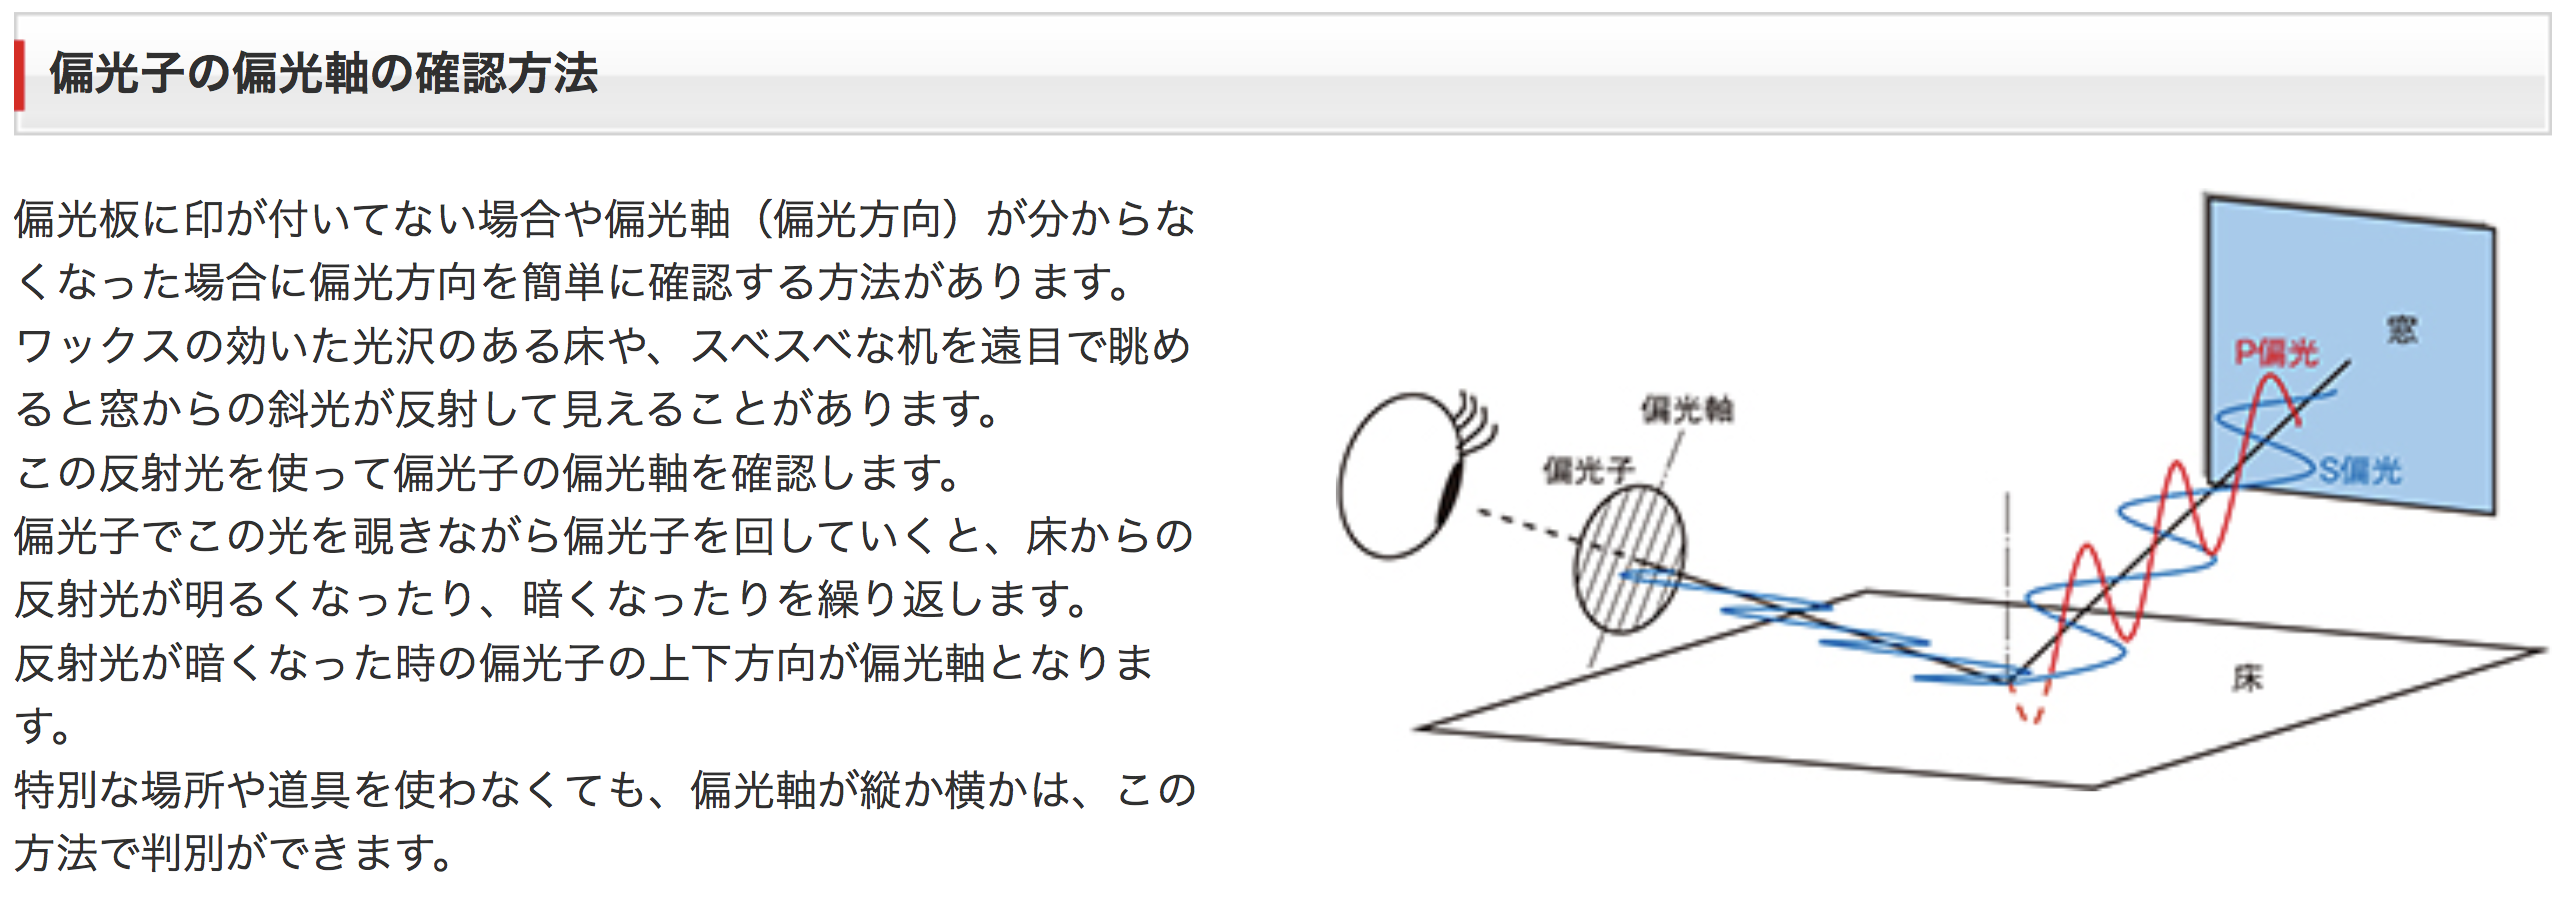 偏光子の偏光軸の確認方法
偏光板に印が付いてない場合や偏光軸（偏光方向）が分からな
くなった場合に偏光方向を簡単に確認する方法があります。
ワックスの効いた光沢のある床や、スベスベな机を遠目で眺め
ると窓からの斜光が反射して見えることがあります。
この反射光を使って偏光子の偏光軸を確認します。
偏光子でこの光を覗きながら偏光子を回していくと、床からの
反射光が明るくなったり、暗くなったりを繰り返します。
反射光が暗くなった時の偏光子の上下方向が偏光軸となりま
す。
特別な場所や道具を使わなくても、偏光軸が縦か横かは、この
方法で判別ができます。
窓
P偏光
偏光軸
偏光子
S偏光
床